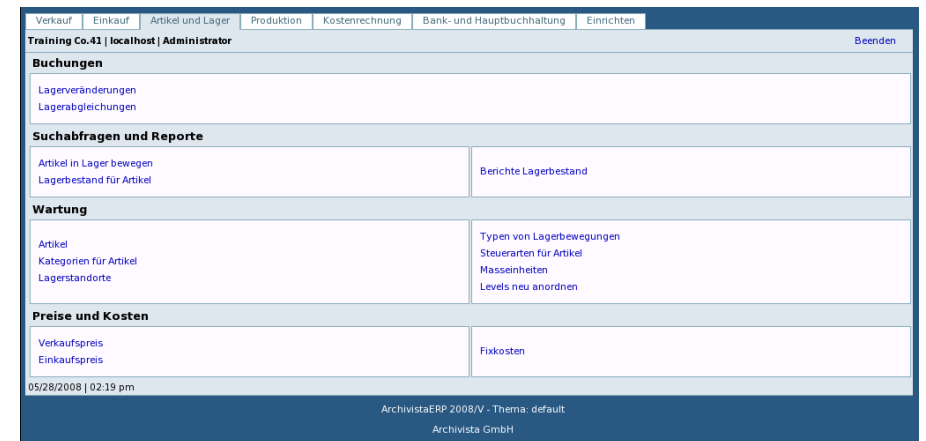 Verkauf Einkauf Artikel und Lager Produktion Kostenrechnung Bank- und Hauptbuchhaltung Einrichten
Training Co.41 | localhost | Administrator Beenden
Buchungen
Lagerveränderungen
Lagerabgleichungen
Suchabfragen und Reporte
Artikel in Lager bewegen
Lagerbestand für Artikel
Berichte Lagerbestand
Wartung
Artikel
Kategorien für Artikel
Lagerstandorte
Typen von Lagerbewegungen
Steuerarten für Artikel
Masseinheiten
Levels neu anordnen
Preise und Kosten
Verkaufspreis
Einkaufspreis
Fixkosten
05/28/2008 | 02:19 pm
ArchivistaERP 2008/V - Thema: default
Archivista GmbH